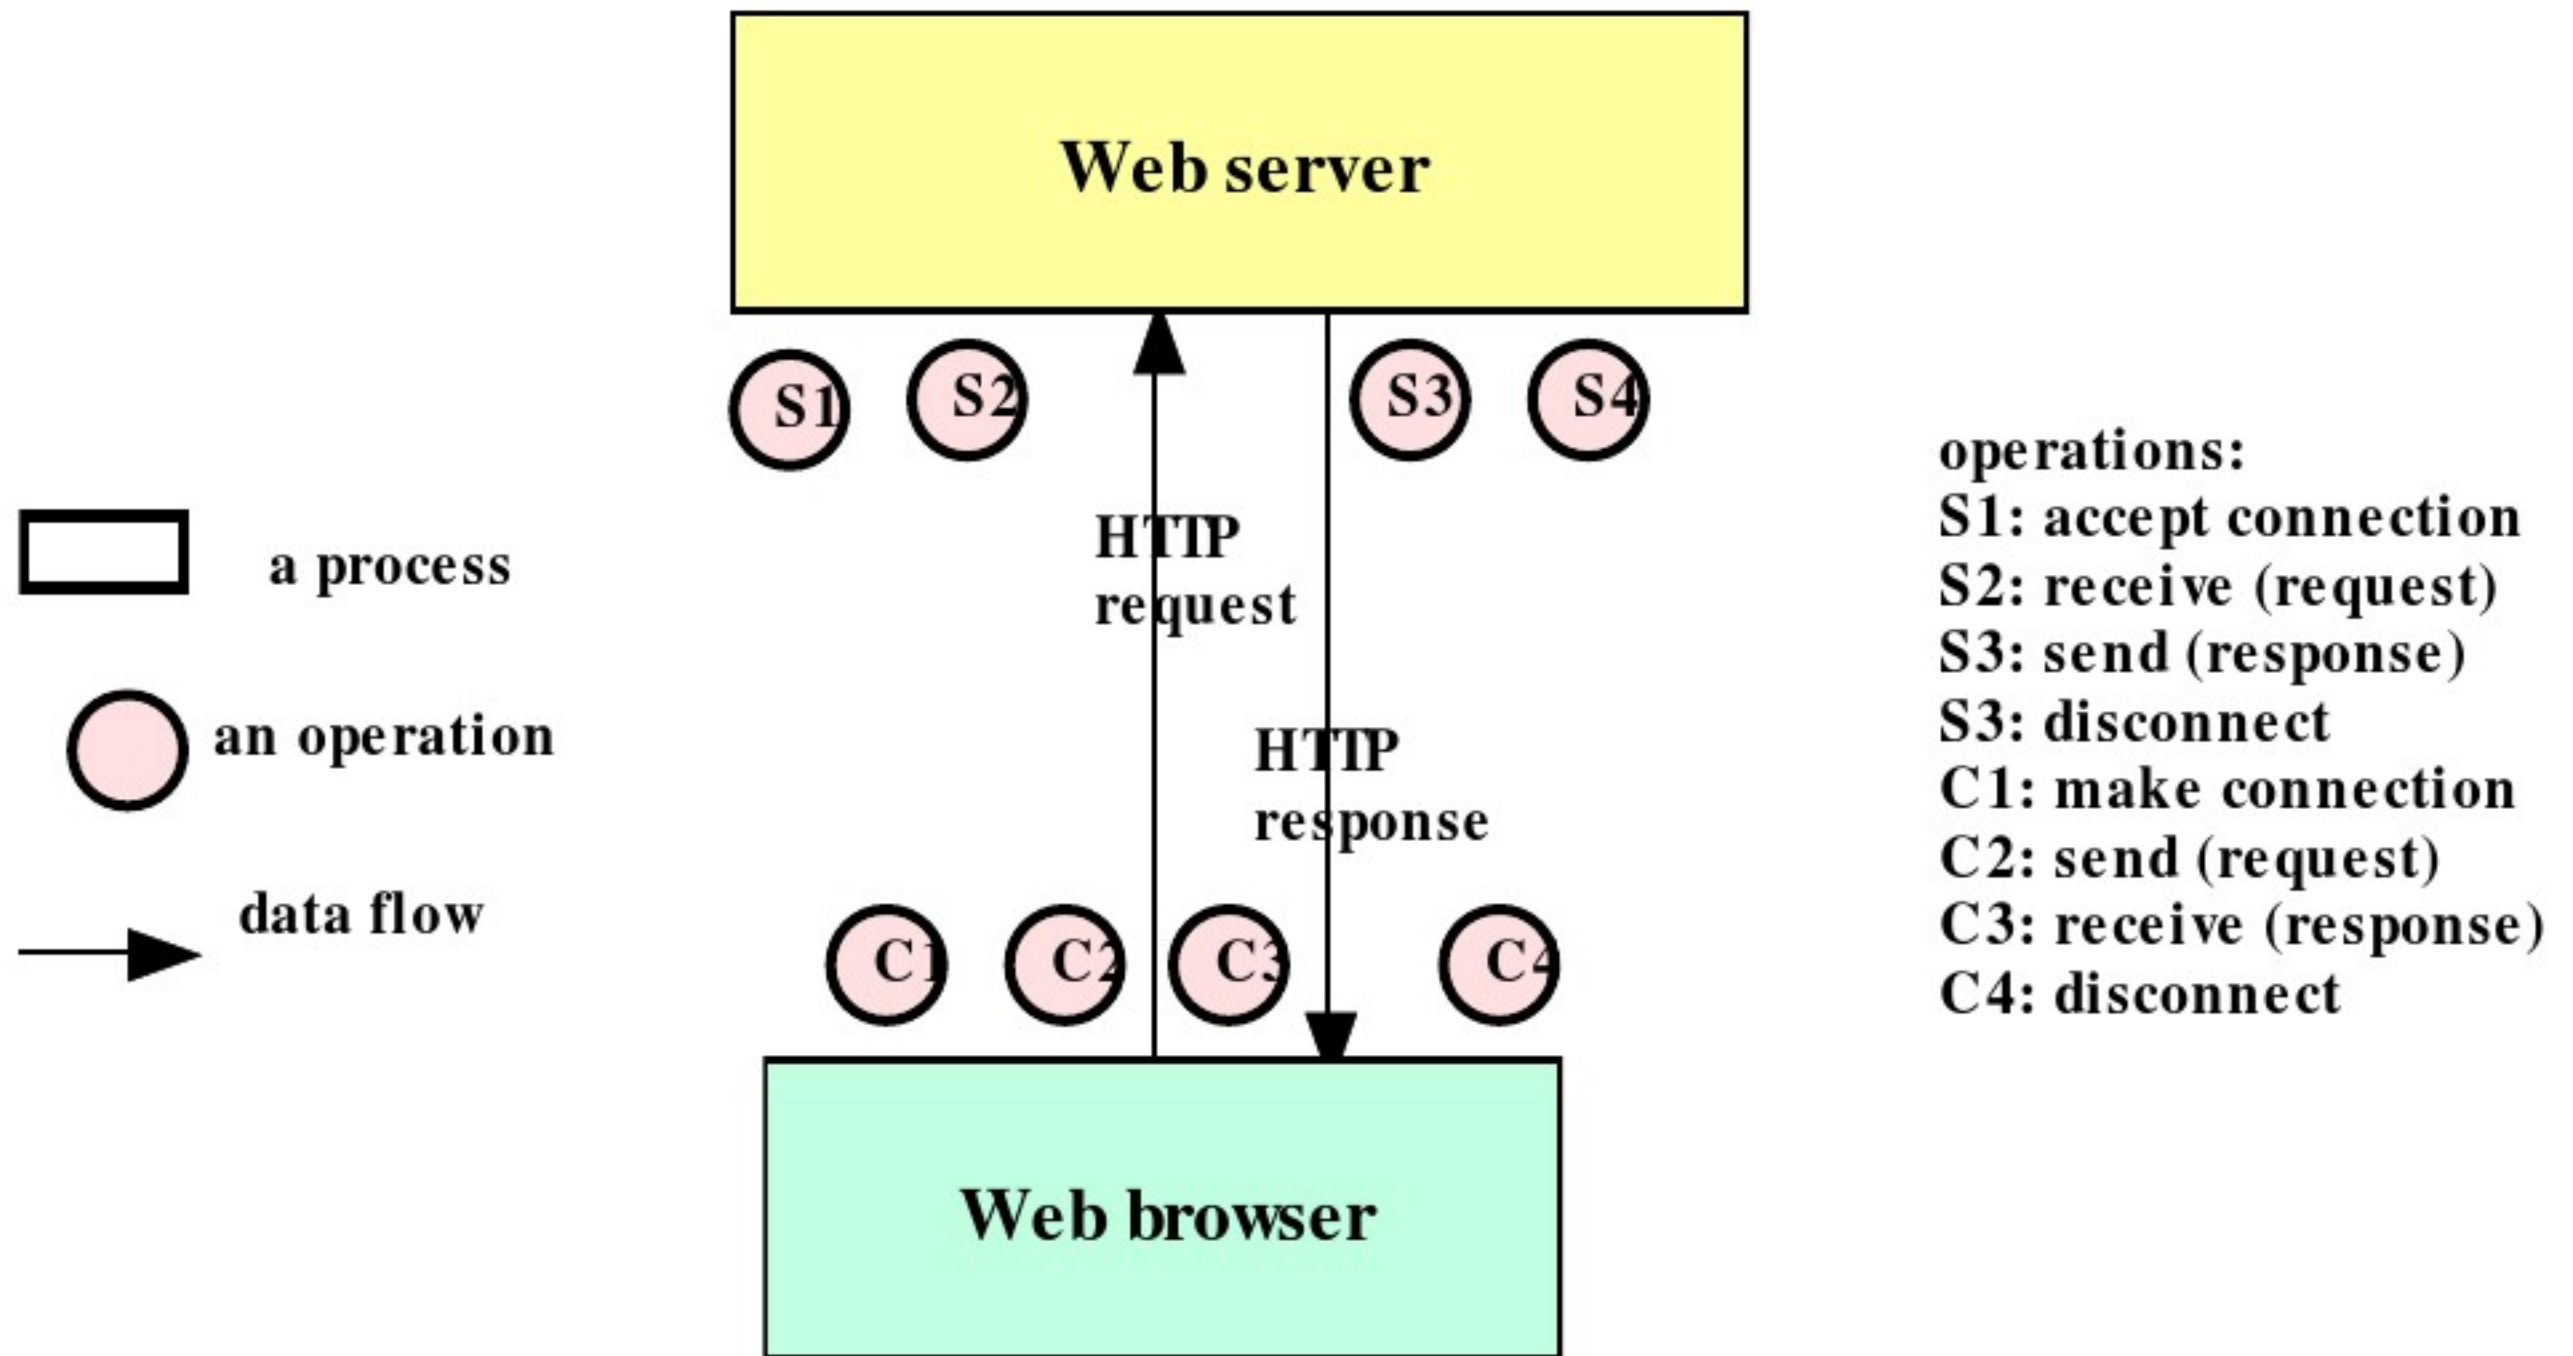 Web server
S1
S2
S3
S4
HTTP
request
HTTP
response
a process
an operation
data flow
C1
C2
C3
C4
Web browser
operations:
S1: accept connection
S2: receive (request)
S3: send (response)
S3: disconnect
C1: make connection
C2: send (request)
C3: receive (response)
C4: disconnect